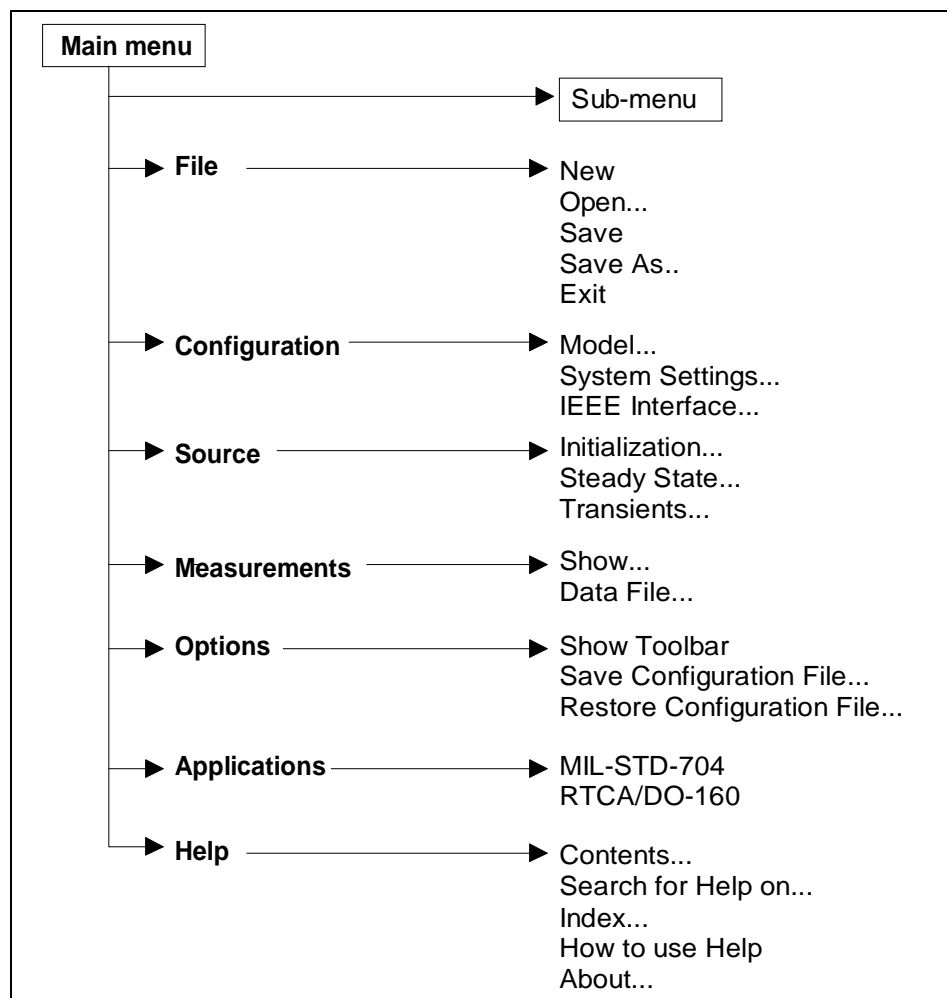 Main menu
Sub-menu
File
New
Open...
Save
Save As..
Exit
Configuration
Model...
System Settings...
IEEE Interface...
Source
Initialization...
Steady State...
Transients...
Measurements
Show...
Data File...
Options
Show Toolbar
Save Configuration File...
Restore Configuration File...
Applications
MIL-STD-704
RTCA/DO-160
Help
Contents...
Search for Help on...
Index...
How to use Help
About...